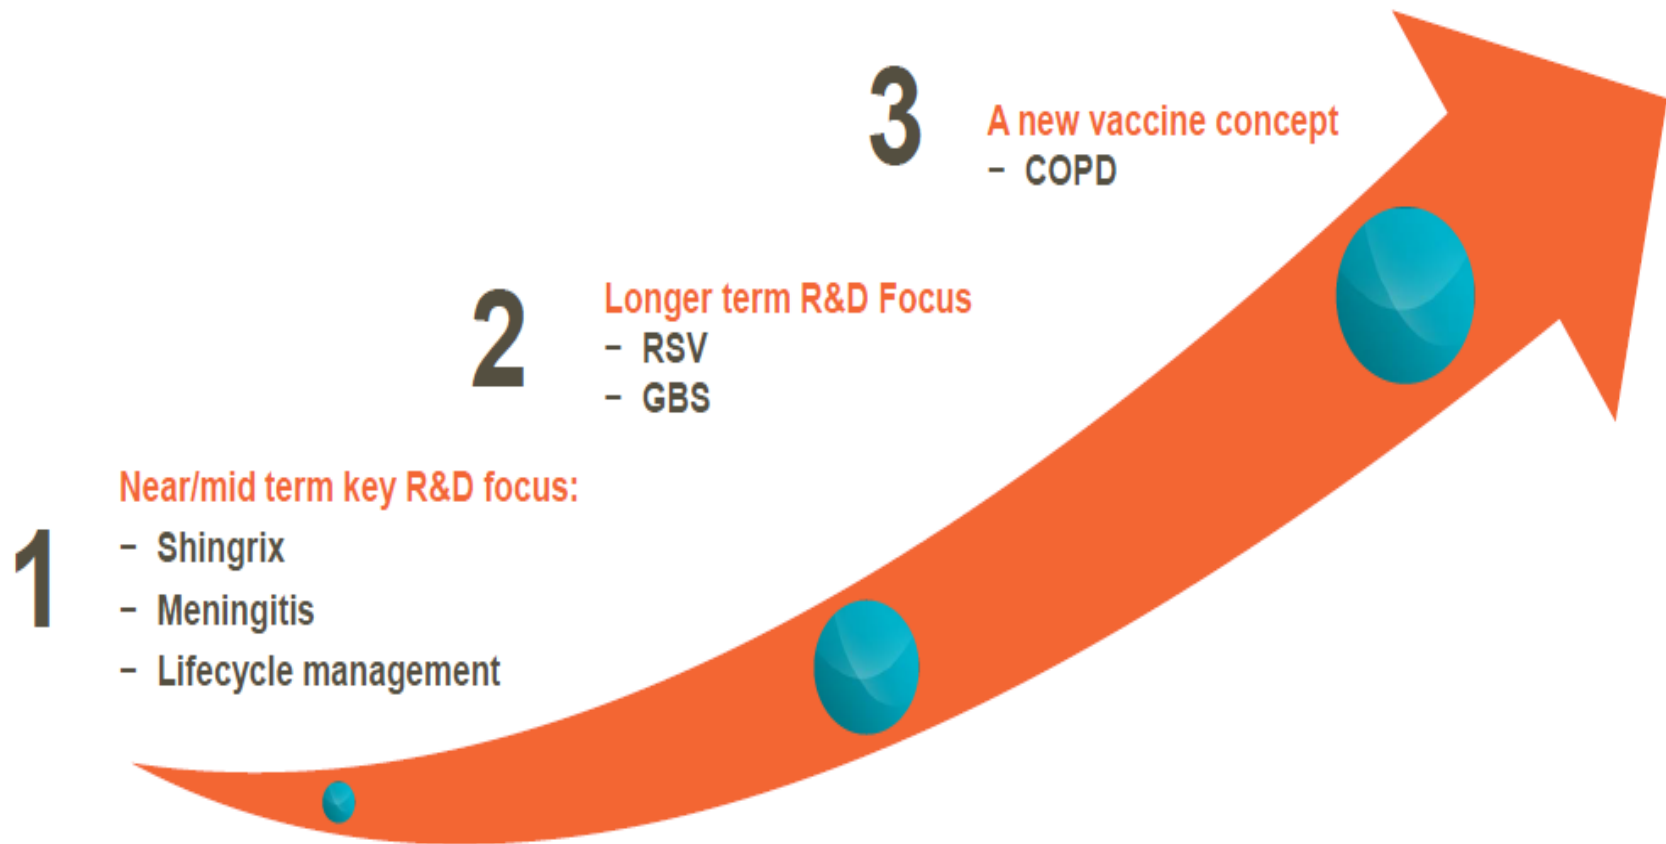 3
A new vaccine concept
– COPD
2
Longer term R&D Focus
– RSV
– GBS
1
Near/mid term key R&D focus:
– Shingrix
– Meningitis
– Lifecycle management